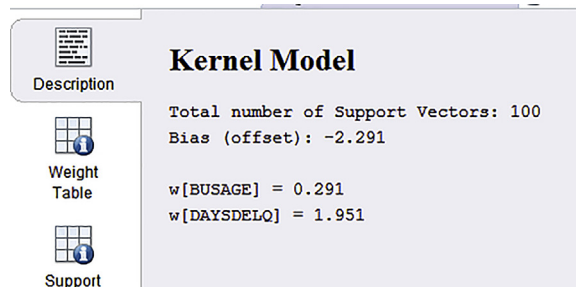 Description
Weight
Table
Support
Kernel Model
Total number of Support Vectors: 100
Bias (offset): -2.291
w[BUSAGE] = 0.291
w[DAYSDELQ] = 1.951